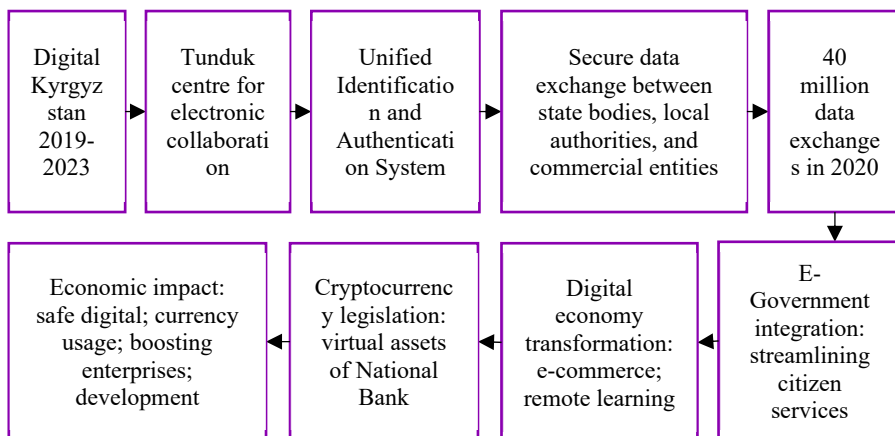 Digital
Kyrgyz
stan
2019-
2023
Tunduk
centre for
electronic
collaborati
on
Unified
Identificatio
n and
Authenticati
on System
Secure data
exchange between
state bodies, local
authorities, and
commercial entities
40
million
data
exchange
s in 2020
E-
Government
integration:
streamlining
citizen
services
Digital
economy
transformation:
e-commerce;
remote learning
Cryptocurrenc
y legislation:
virtual assets
of National
Bank
Economic impact:
safe digital; currency
usage; boosting
enterprises;
development